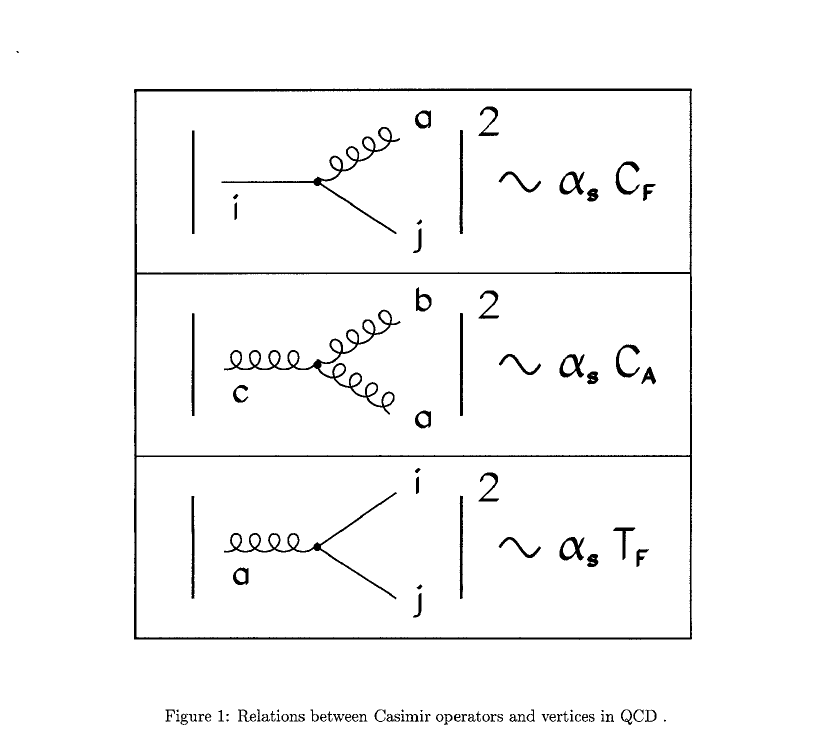 a
2
i
j
~ αs CF
b
2
c
a
~ αs CA
i
2
a
j
~ αs TF
Figure 1: Relations between Casimir operators and vertices in QCD .